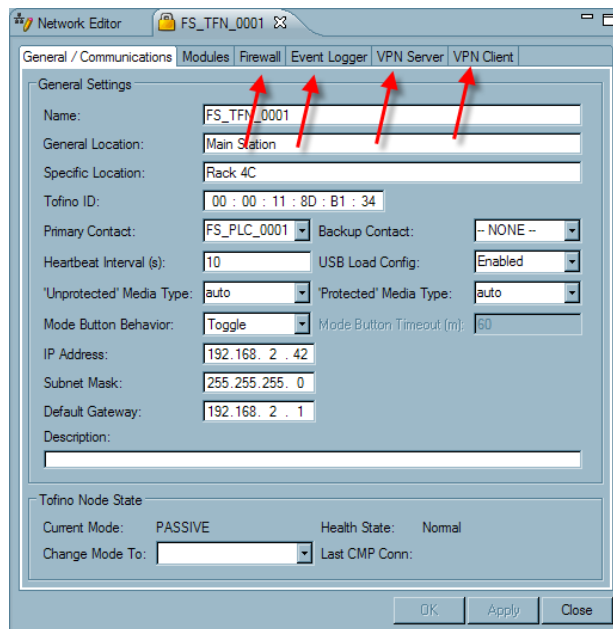 Network Editor FS_TFN_0001
General / Communications Modules Firewall Event Logger VPN Server VPN Client
General Settings
Name: FS_TFN_0001
General Location: Main Station
Specific Location: Rack 4C
Tofino ID: 00 : 00 : 11 : 8D : B1 : 34
Primary Contact: FS_PLC_0001 Backup Contact: -- NONE --
Heartbeat Interval (s): 10 USB Load Config: Enabled
'Unprotected' Media Type: auto 'Protected' Media Type: auto
Mode Button Behavior: Toggle Mode Button Timeout (m): 60
IP Address: 192.168. 2 . 42
Subnet Mask: 255.255.255. 0
Default Gateway: 192.168. 2 . 1
Description:
Tofino Node State
Current Mode: PASSIVE Health State: Normal
Change Mode To: Last CMP Conn:
OK Apply Close